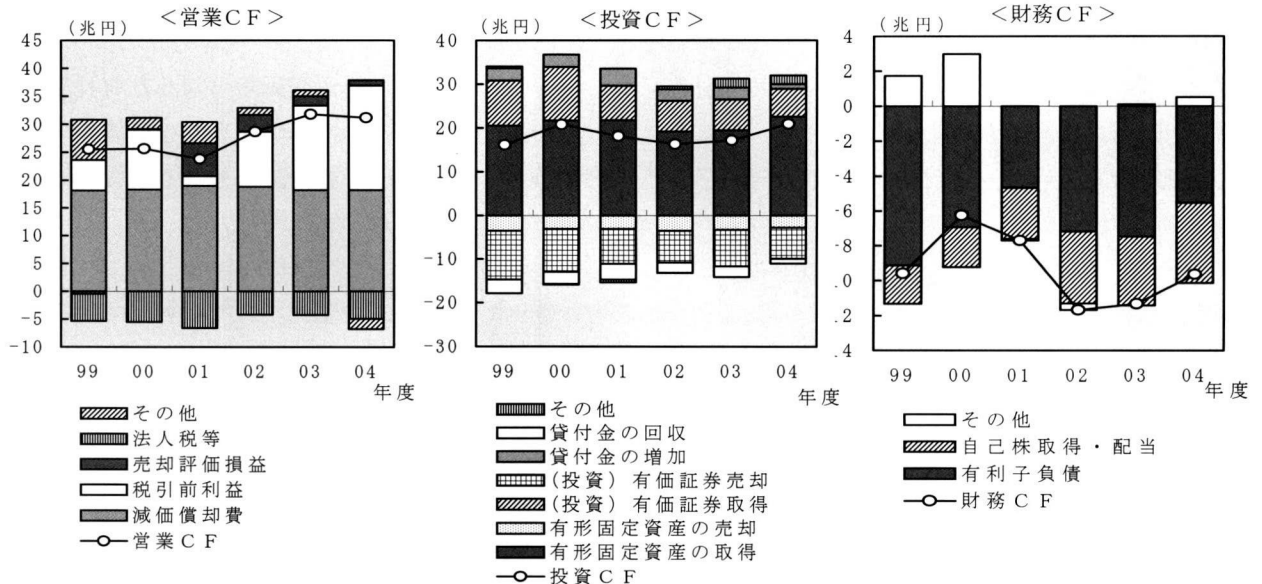 ＜営業ＣＦ＞
(兆円)
45
40
35
30
25
20
15
10
5
0
-5
-10
99 00 01 02 03 04
年度
その他
法人税等
売却評価損益
税引前利益
減価償却費
営業ＣＦ
＜投資ＣＦ＞
(兆円)
40
30
20
10
0
-10
-20
-30
99 00 01 02 03 04
年度
その他
貸付金の回収
貸付金の増加
(投資) 有価証券売却
(投資) 有価証券取得
有形固定資産の売却
有形固定資産の取得
投資ＣＦ
＜財務ＣＦ＞
(兆円)
4
2
0
-2
-4
-6
-8
.0
.2
.4
99 00 01 02 03 04
年度
その他
自己株取得・配当
有利子負債
財務ＣＦ